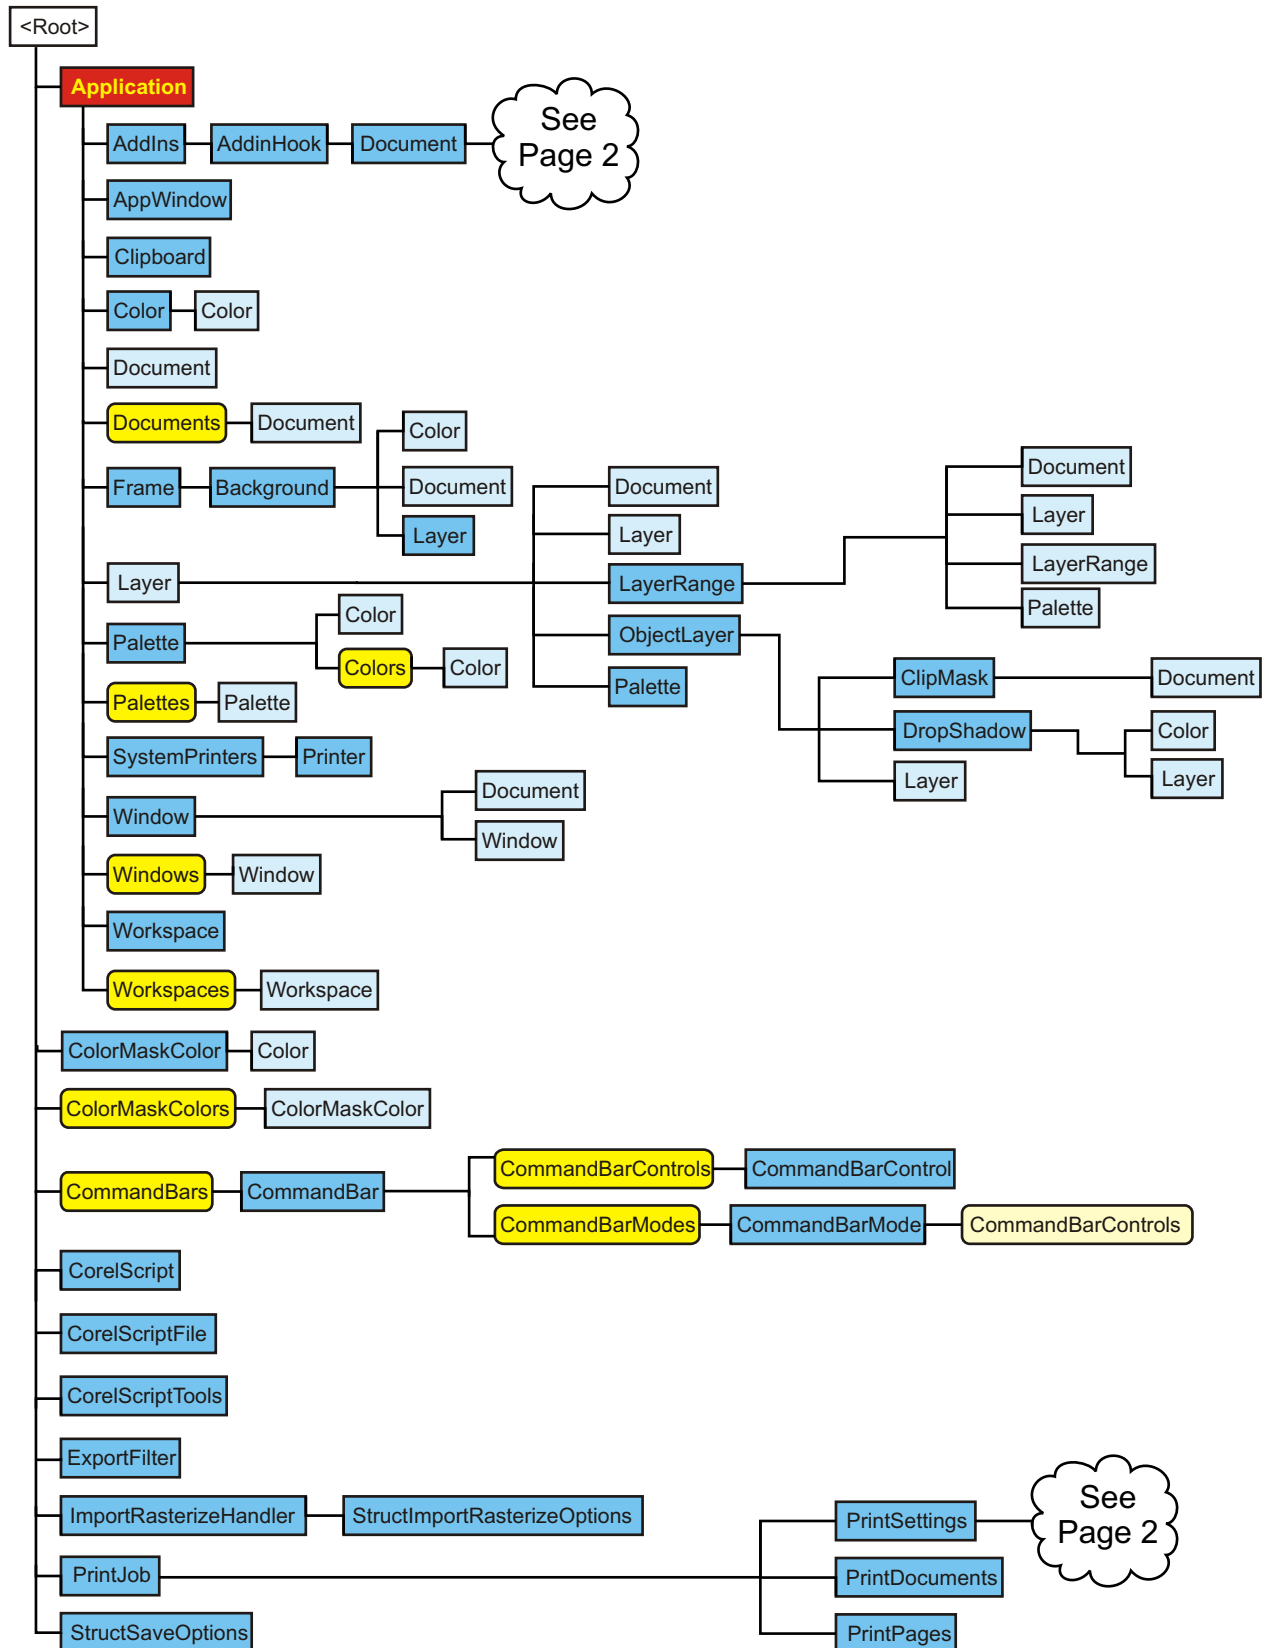 <Root>
Application
AddIns AddinHook Document See
Page 2
AppWindow
Clipboard
Color Color
Document
Documents Document
Color
Frame Background Document
Layer
Document
Layer
Layer LayerRange
ObjectLayer
Palette
Document
Layer
LayerRange
Palette
Palette Color
Colors Color
ClipMask Document
DropShadow Color
Layer
Layer
Palettes Palette
SystemPrinters Printer
Window Document
Window
Windows Window
Workspace
Workspaces Workspace
ColorMaskColor Color
ColorMaskColors ColorMaskColor
CommandBars CommandBar CommandBarControls CommandBarControl
CommandBarModes CommandBarMode CommandBarControls
CorelScript
CorelScriptFile
CorelScriptTools
ExportFilter
ImportRasterizeHandler StructImportRasterizeOptions
PrintJob PrintSettings See
Page 2
PrintDocuments
PrintPages
StructSaveOptions